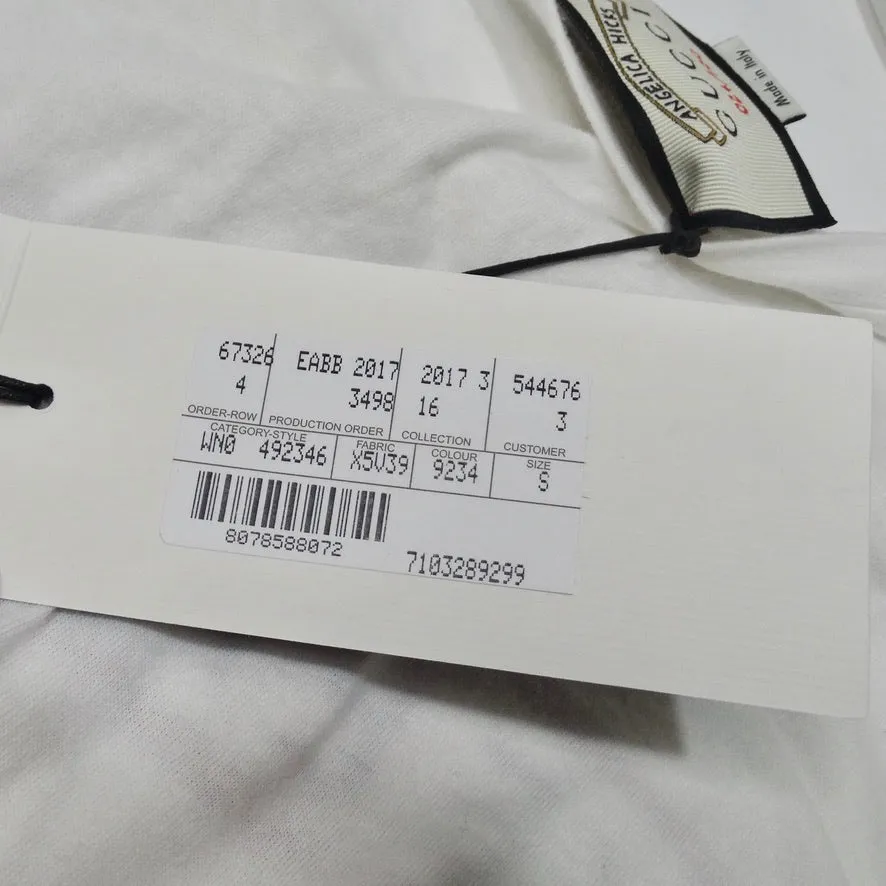 ANGELICA HICKS
GUCCI
Made in Italy
67326 EABB 2017 2017 3 544676
4 3498 16 3
ORDER-ROW PRODUCTION ORDER COLLECTION CUSTOMER
CATEGORY-STYLE FABRIC COLOUR SIZE
WN0 492346 X5V39 9234 S
8078588072
7103289299